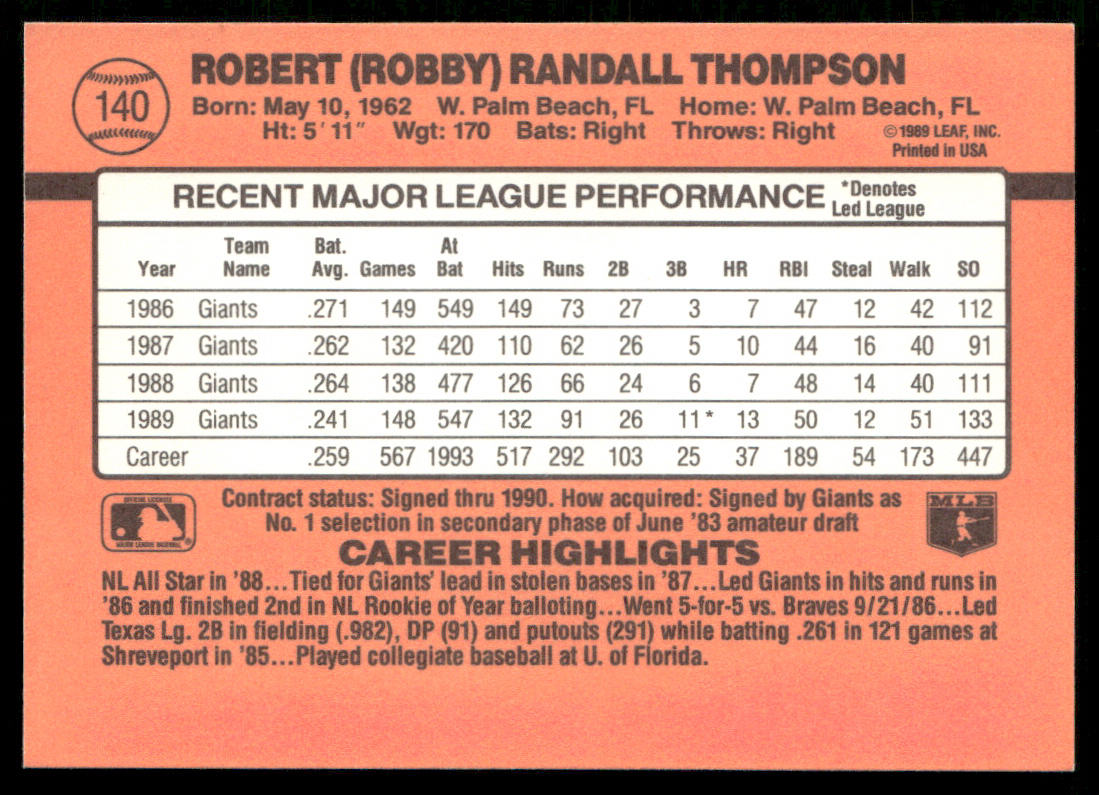 140
ROBERT (ROBBY) RANDALL THOMPSON
Born: May 10, 1962 W. Palm Beach, FL Home: W. Palm Beach, FL
Ht: 5' 11" Wgt: 170 Bats: Right Throws: Right
©1989 LEAF, INC.
Printed in USA
RECENT MAJOR LEAGUE PERFORMANCE *Denotes Led League
Year Team Name Bat. Avg. Games At Bat Hits Runs 2B 3B HR RBI Steal Walk SO
1986 Giants .271 149 549 149 73 27 3 7 47 12 42 112
1987 Giants .262 132 420 110 62 26 5 10 44 16 40 91
1988 Giants .264 138 477 126 66 24 6 7 48 14 40 111
1989 Giants .241 148 547 132 91 26 11* 13 50 12 51 133
Career .259 567 1993 517 292 103 25 37 189 54 173 447
OFFICIAL LICENSEE
MAJOR LEAGUE BASEBALL
Contract status: Signed thru 1990. How acquired: Signed by Giants as
No. 1 selection in secondary phase of June '83 amateur draft
MLB
CAREER HIGHLIGHTS
NL All Star in '88...Tied for Giants' lead in stolen bases in '87...Led Giants in hits and runs in
'86 and finished 2nd in NL Rookie of Year balloting...Went 5-for-5 vs. Braves 9/21/86...Led
Texas Lg. 2B in fielding (.982), DP (91) and putouts (291) while batting .261 in 121 games at
Shreveport in '85...Played collegiate baseball at U. of Florida.